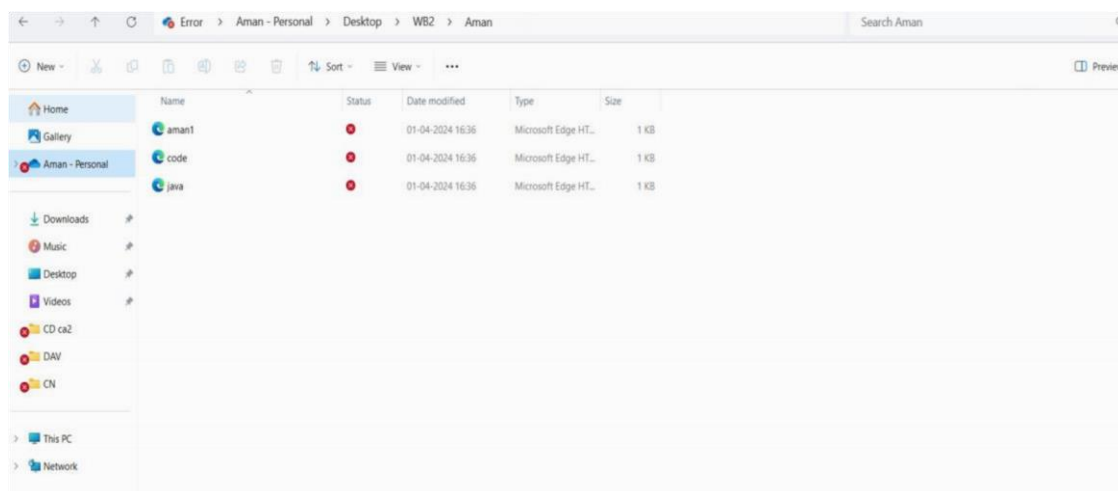 Error > Aman - Personal > Desktop > WB2 > Aman
Search Aman
New
Sort
View
...
Home
Gallery
Aman - Personal
Downloads
Music
Desktop
Videos
CD ca2
DAV
CN
This PC
Network
Name Status Date modified Type Size
aman1 01-04-2024 16:36 Microsoft Edge HT... 1 KB
code 01-04-2024 16:36 Microsoft Edge HT... 1 KB
java 01-04-2024 16:36 Microsoft Edge HT... 1 KB